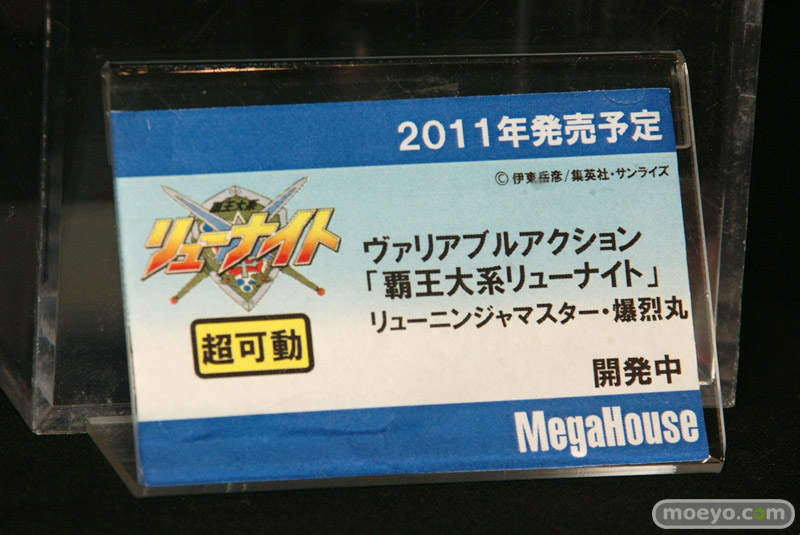 2011年発売予定
© 伊東岳彦/集英社・サンライズ
覇王大系
リューナイト
ヴァリアブルアクション
「覇王大系リューナイト」
リューニンジャマスター・爆烈丸
超可動
開発中
MegaHouse
moeyo.com